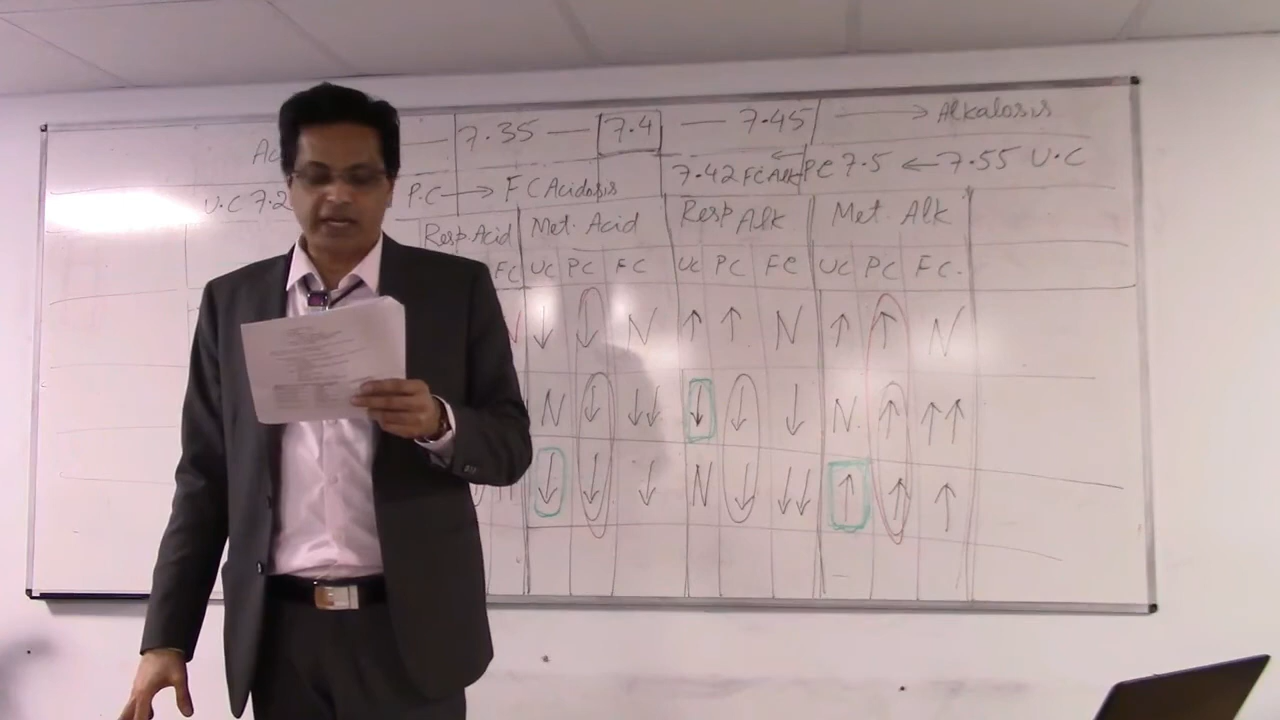 7.35 — 7.4 — 7.45 → Alkalosis
7.42 FC Alk ← PC 7.5 ← 7.55 U.C
U.C 7.2 P.C → FC Acidosis
Resp. Acid Met. Acid Resp Alk Met. Alk
FC UC PC FC UC PC FC UC PC FC.
N ↓ ↓ N ↑ ↑ N ↑ ↑ N
N ↓ ↓↓ ↓ ↓ ↓ N. ↑ ↑↑
↓ ↓ ↓ N ↓ ↓↓ ↑ ↑ ↑